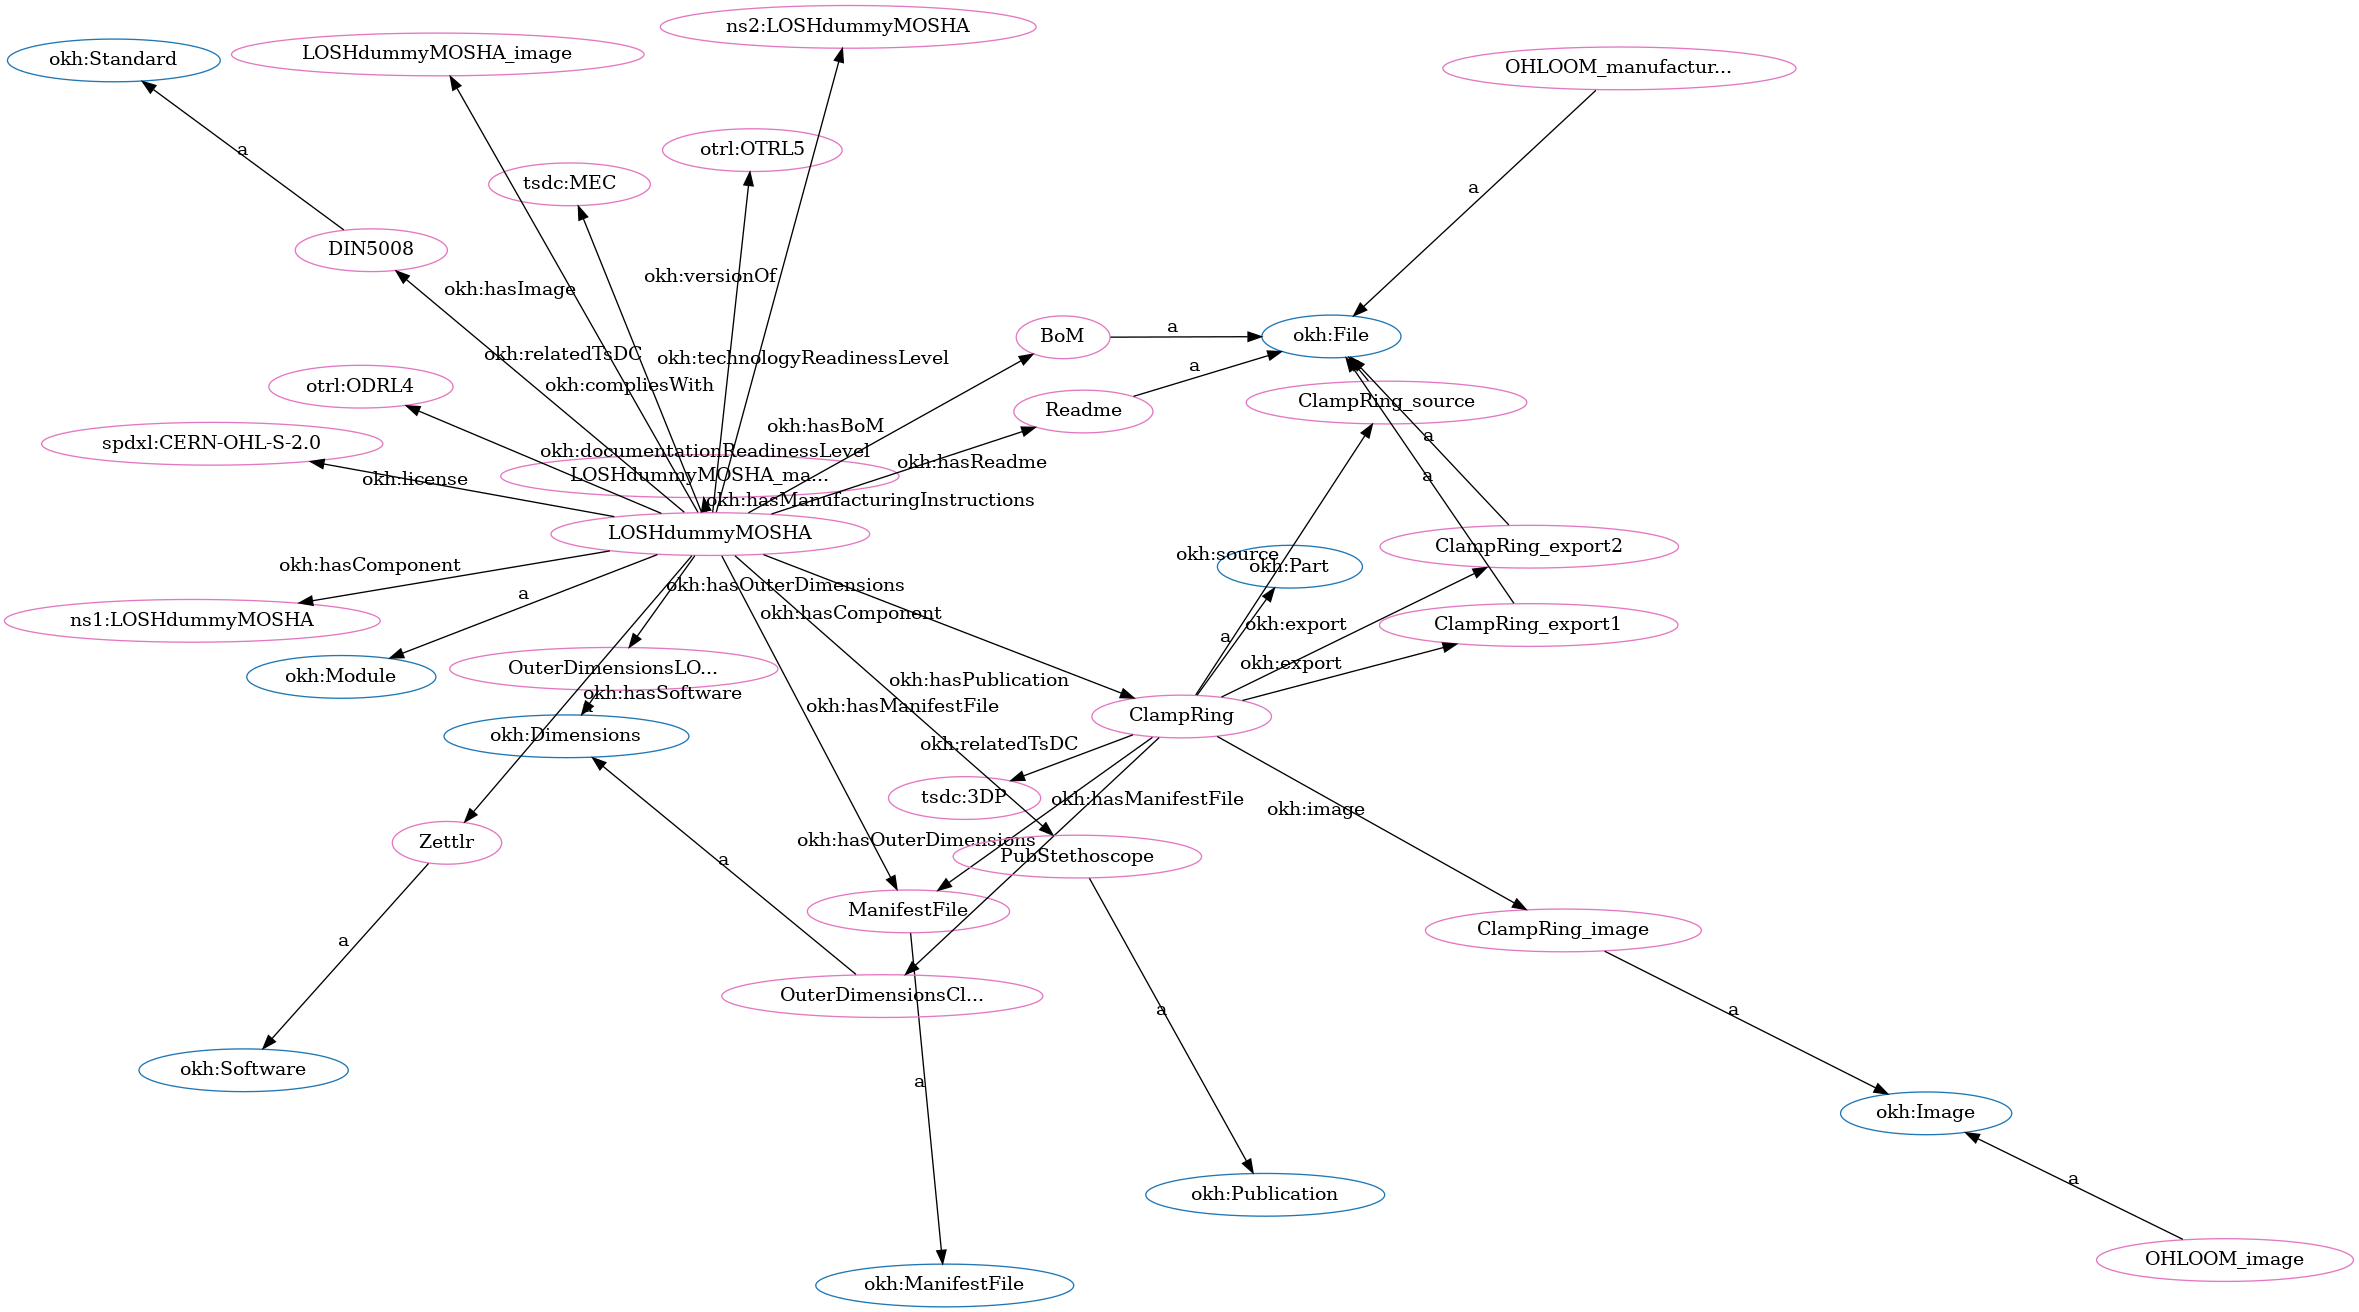 ns2:LOSHdummyMOSHA
LOSHdummyMOSHA_image
okh:Standard
OHLOOM_manufactur...
a
otrl:OTRL5
tsdc:MEC
a
DIN5008
okh:versionOf
okh:hasImage
a
BoM
okh:File
okh:relatedTsDC
okh:technologyReadinessLevel
a
otrl:ODRL4
okh:compliesWith
ClampRing_source
Readme
okh:hasBoM
a
spdxl:CERN-OHL-S-2.0
okh:documentationReadinessLevel
okh:hasReadme
LOSHdummyMOSHA_ma...
okh:license
a
okh:hasManufacturingInstructions
LOSHdummyMOSHA
ClampRing_export2
okh:source
okh:hasComponent
okh:Part
okh:hasOuterDimensions
a
okh:hasComponent
ns1:LOSHdummyMOSHA
okh:export
ClampRing_export1
a
okh:export
OuterDimensionsLO...
okh:Module
okh:hasPublication
okh:hasSoftware
a
okh:hasManifestFile
ClampRing
okh:Dimensions
okh:relatedTsDC
tsdc:3DP
okh:hasManifestFile
okh:image
okh:hasOuterDimensions
Zettlr
PubStethoscope
a
ManifestFile
ClampRing_image
a
OuterDimensionsCl...
a
a
okh:Software
a
okh:Image
a
okh:Publication
OHLOOM_image
okh:ManifestFile